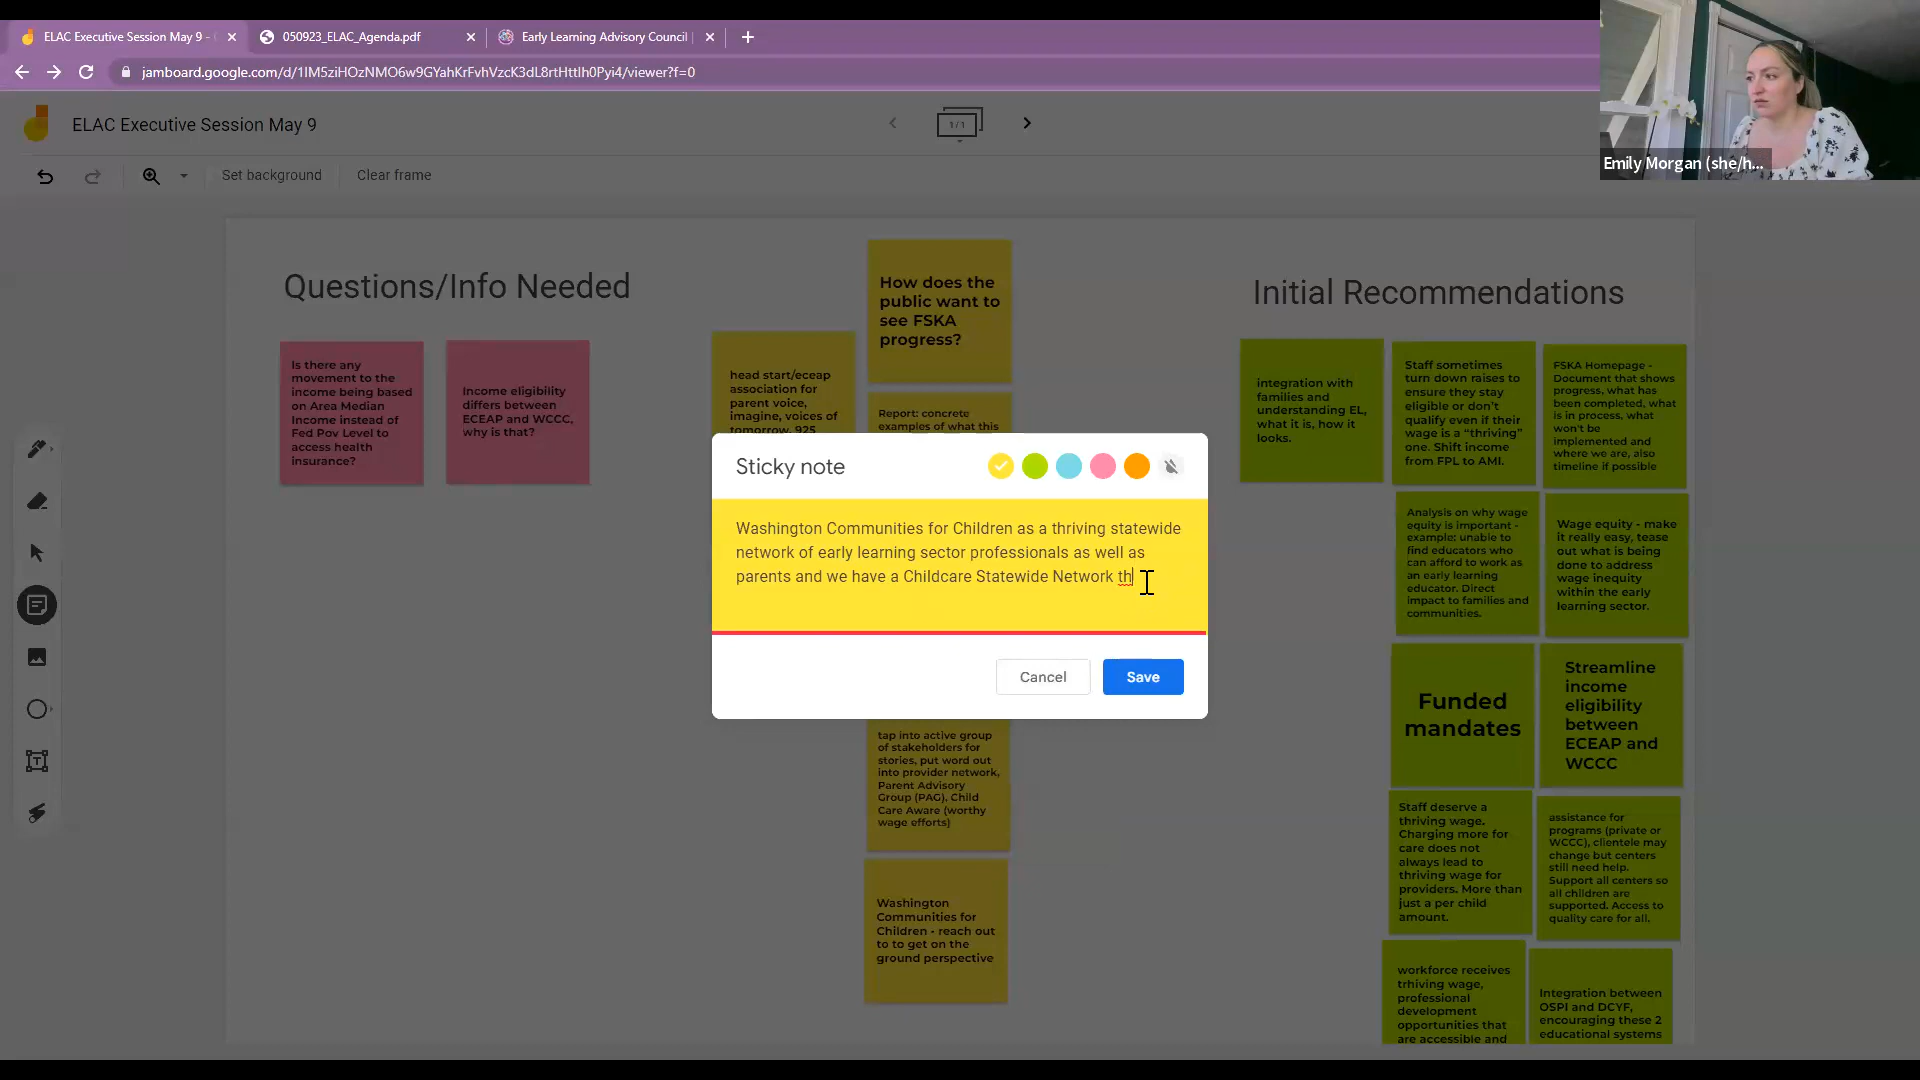 ELAC Executive Session May 9 -
050923_ELAC_Agenda.pdf
Early Learning Advisory Council |
jamboard.google.com/d/1IM5ziHOzNMO6w9GYahKrFvhVzcK3dL8rtHttIh0Pyi4/viewer?f=0
ELAC Executive Session May 9
1/1
Set background
Clear frame
Emily Morgan (she/h...
Questions/Info Needed
Is there any
movement to the
income being based
on Area Median
Income instead of
Fed Pov Level to
access health
insurance?
Income eligibility
differs between
ECEAP and WCCC,
why is that?
How does the
public want to
see FSKA
progress?
head start/eceap
association for
parent voice,
imagine, voices of
tomorrow, 925
Report: concrete
examples of what this
Sticky note
Washington Communities for Children as a thriving statewide
network of early learning sector professionals as well as
parents and we have a Childcare Statewide Network th
Cancel
Save
tap into active group
of stakeholders for
stories, put word out
into provider network,
Parent Advisory
Group (PAG), Child
Care Aware (worthy
wage efforts)
Washington
Communities for
Children - reach out
to to get on the
ground perspective
Initial Recommendations
integration with
families and
understanding EL,
what it is, how it
looks.
Staff sometimes
turn down raises to
ensure they stay
eligible or don't
qualify even if their
wage is a "thriving"
one. Shift income
from FPL to AMI.
FSKA Homepage -
Document that shows
progress, what has
been completed, what
is in process, what
won't be
implemented and
where we are, also
timeline if possible
Analysis on why wage
equity is important -
example: unable to
find educators who
can afford to work as
an early learning
educator. Direct
impact to families and
communities.
Wage equity - make
it really easy, tease
out what is being
done to address
wage inequity
within the early
learning sector.
Funded
mandates
Streamline
income
eligibility
between
ECEAP and
WCCC
Staff deserve a
thriving wage.
Charging more for
care does not
always lead to
thriving wage for
providers. More than
just a per child
amount.
assistance for
programs (private or
WCCC), clientele may
change but centers
still need help.
Support all centers so
all children are
supported. Access to
quality care for all.
workforce receives
trhiving wage,
professional
development
opportunities that
are accessible and
Integration between
OSPI and DCYF,
encouraging these 2
educational systems